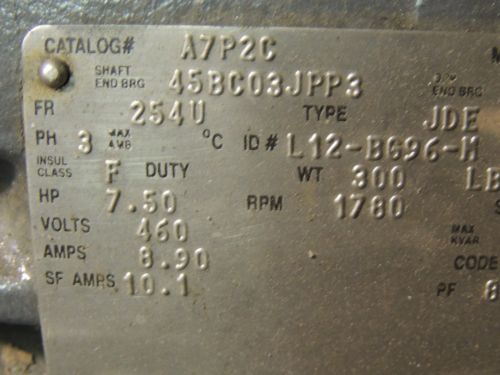 CATALOG# A7P2C
SHAFT END BRG 45BC03JPP3 END BRG
FR 254U TYPE JDE
PH 3 MAX AMB °C ID# L12-BG96-M
INSUL CLASS F DUTY WT 300 LB
HP 7.50 RPM 1780
VOLTS 460 MAX KVAR
AMPS 8.90 CODE
SF AMPS 10.1 PF 8